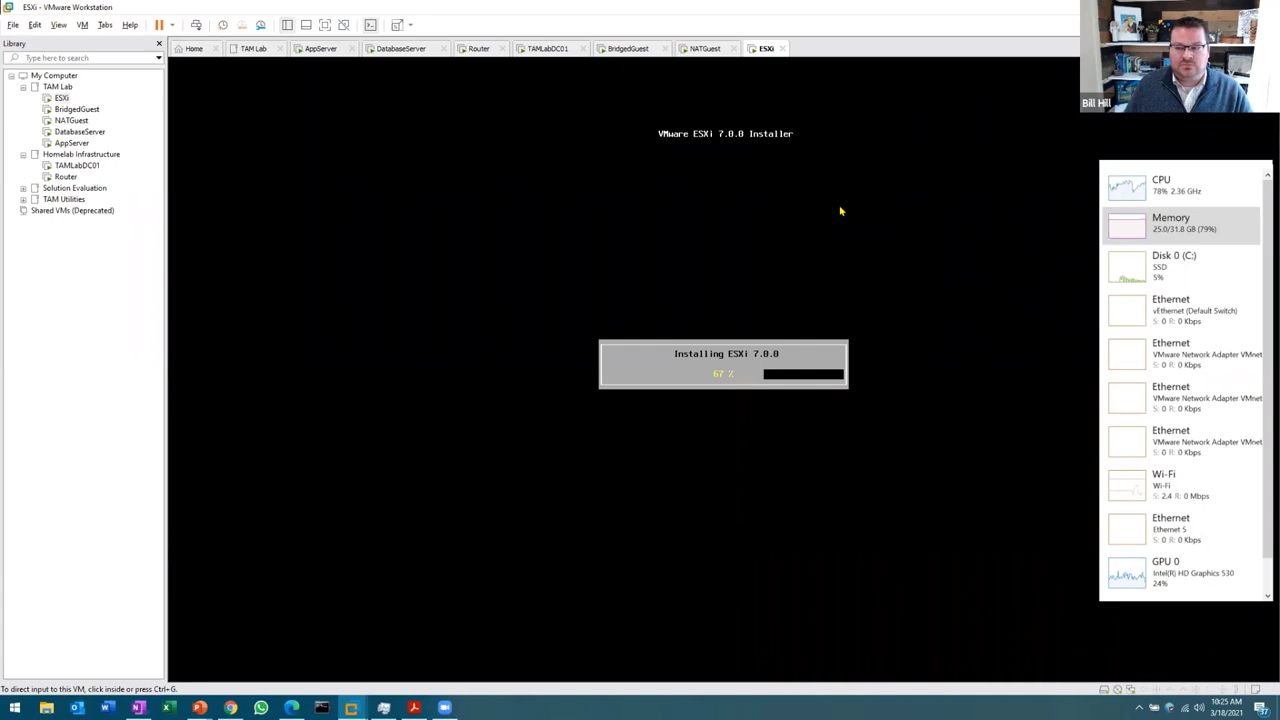 ESXi - VMware Workstation
File Edit View VM Tabs Help
Library
Type here to search
My Computer
TAM Lab
ESXi
BridgedGuest
NATGuest
DatabaseServer
AppServer
Homelab Infrastructure
TAMLabDC01
Router
Solution Evaluation
TAM Utilities
Shared VMs (Deprecated)
Home TAM Lab AppServer DatabaseServer Router TAMLabDC01 BridgedGuest NATGuest ESXi
VMware ESXi 7.0.0 Installer
Installing ESXi 7.0.0
67 %
Bill Hill
CPU
78% 2.36 GHz
Memory
25.0/31.8 GB (79%)
Disk 0 (C:)
SSD
5%
Ethernet
vEthernet (Default Switch)
S: 0 R: 0 Kbps
Ethernet
VMware Network Adapter VMnet
S: 0 R: 0 Kbps
Ethernet
VMware Network Adapter VMnet
S: 0 R: 0 Kbps
Ethernet
VMware Network Adapter VMnet
S: 0 R: 0 Kbps
Wi-Fi
Wi-Fi
S: 2.4 R: 0 Mbps
Ethernet
Ethernet 5
S: 0 R: 0 Kbps
GPU 0
Intel(R) HD Graphics 530
24%
To direct input to this VM, click inside or press Ctrl+G.
10:25 AM
3/18/2021
37